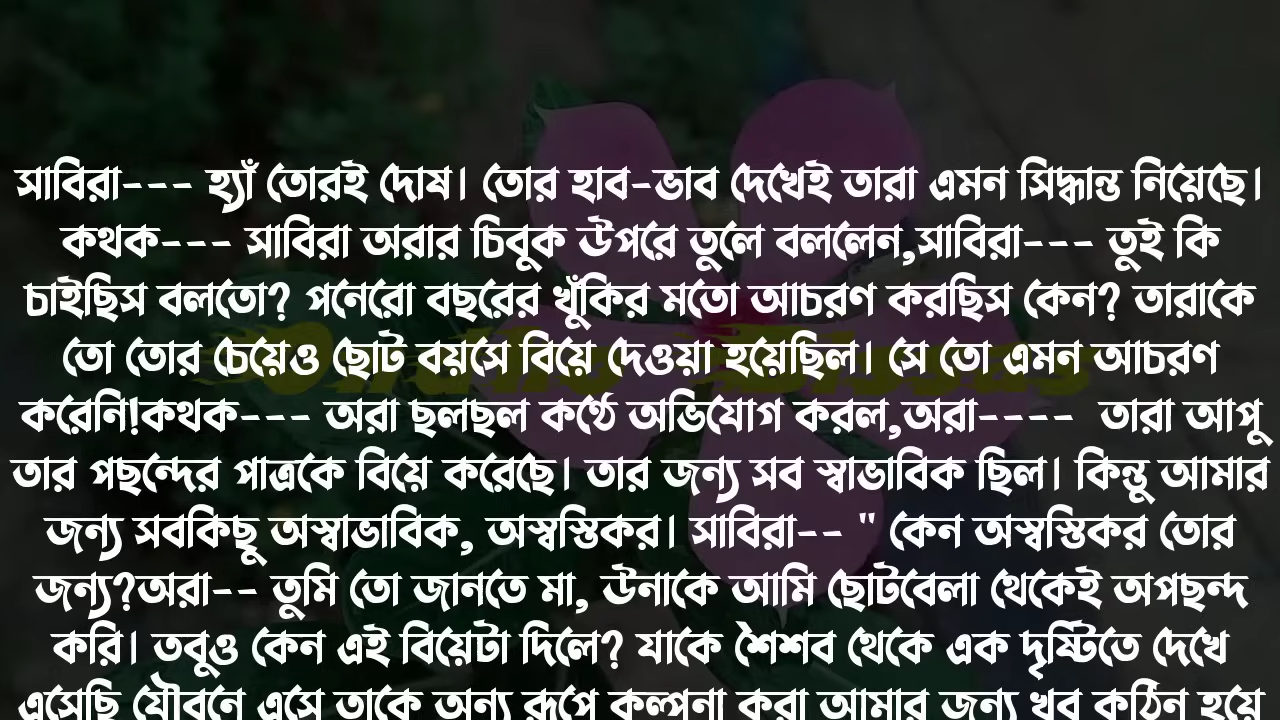 সাবিরা--- হ্যাঁ তোরই দোষ। তোর হাব-ভাব দেখেই তারা এমন সিদ্ধান্ত নিয়েছে।
কথক--- সাবিরা অরার চিবুক উপরে তুলে বললেন,সাবিরা--- তুই কি
চাইছিস বলতো? পনেরো বছরের খুঁকির মতো আচরণ করছিস কেন? তারাকে
তো তোর চেয়েও ছোট বয়সে বিয়ে দেওয়া হয়েছিল। সে তো এমন আচরণ
করেনি!কথক--- অরা ছলছল কন্ঠে অভিযোগ করল,অরা---- তারা আপু
তার পছন্দের পাত্রকে বিয়ে করেছে। তার জন্য সব স্বাভাবিক ছিল। কিন্তু আমার
জন্য সবকিছু অস্বাভাবিক, অস্বস্তিকর। সাবিরা-- " কেন অস্বস্তিকর তোর
জন্য?অরা-- তুমি তো জানতে মা, উনাকে আমি ছোটবেলা থেকেই অপছন্দ
করি। তবুও কেন এই বিয়েটা দিলে? যাকে শৈশব থেকে এক দৃষ্টিতে দেখে
এসেছি যৌবনে এসে তাকে অন্য রূপে কল্পনা করা আমার জন্য খুব কঠিন হয়ে